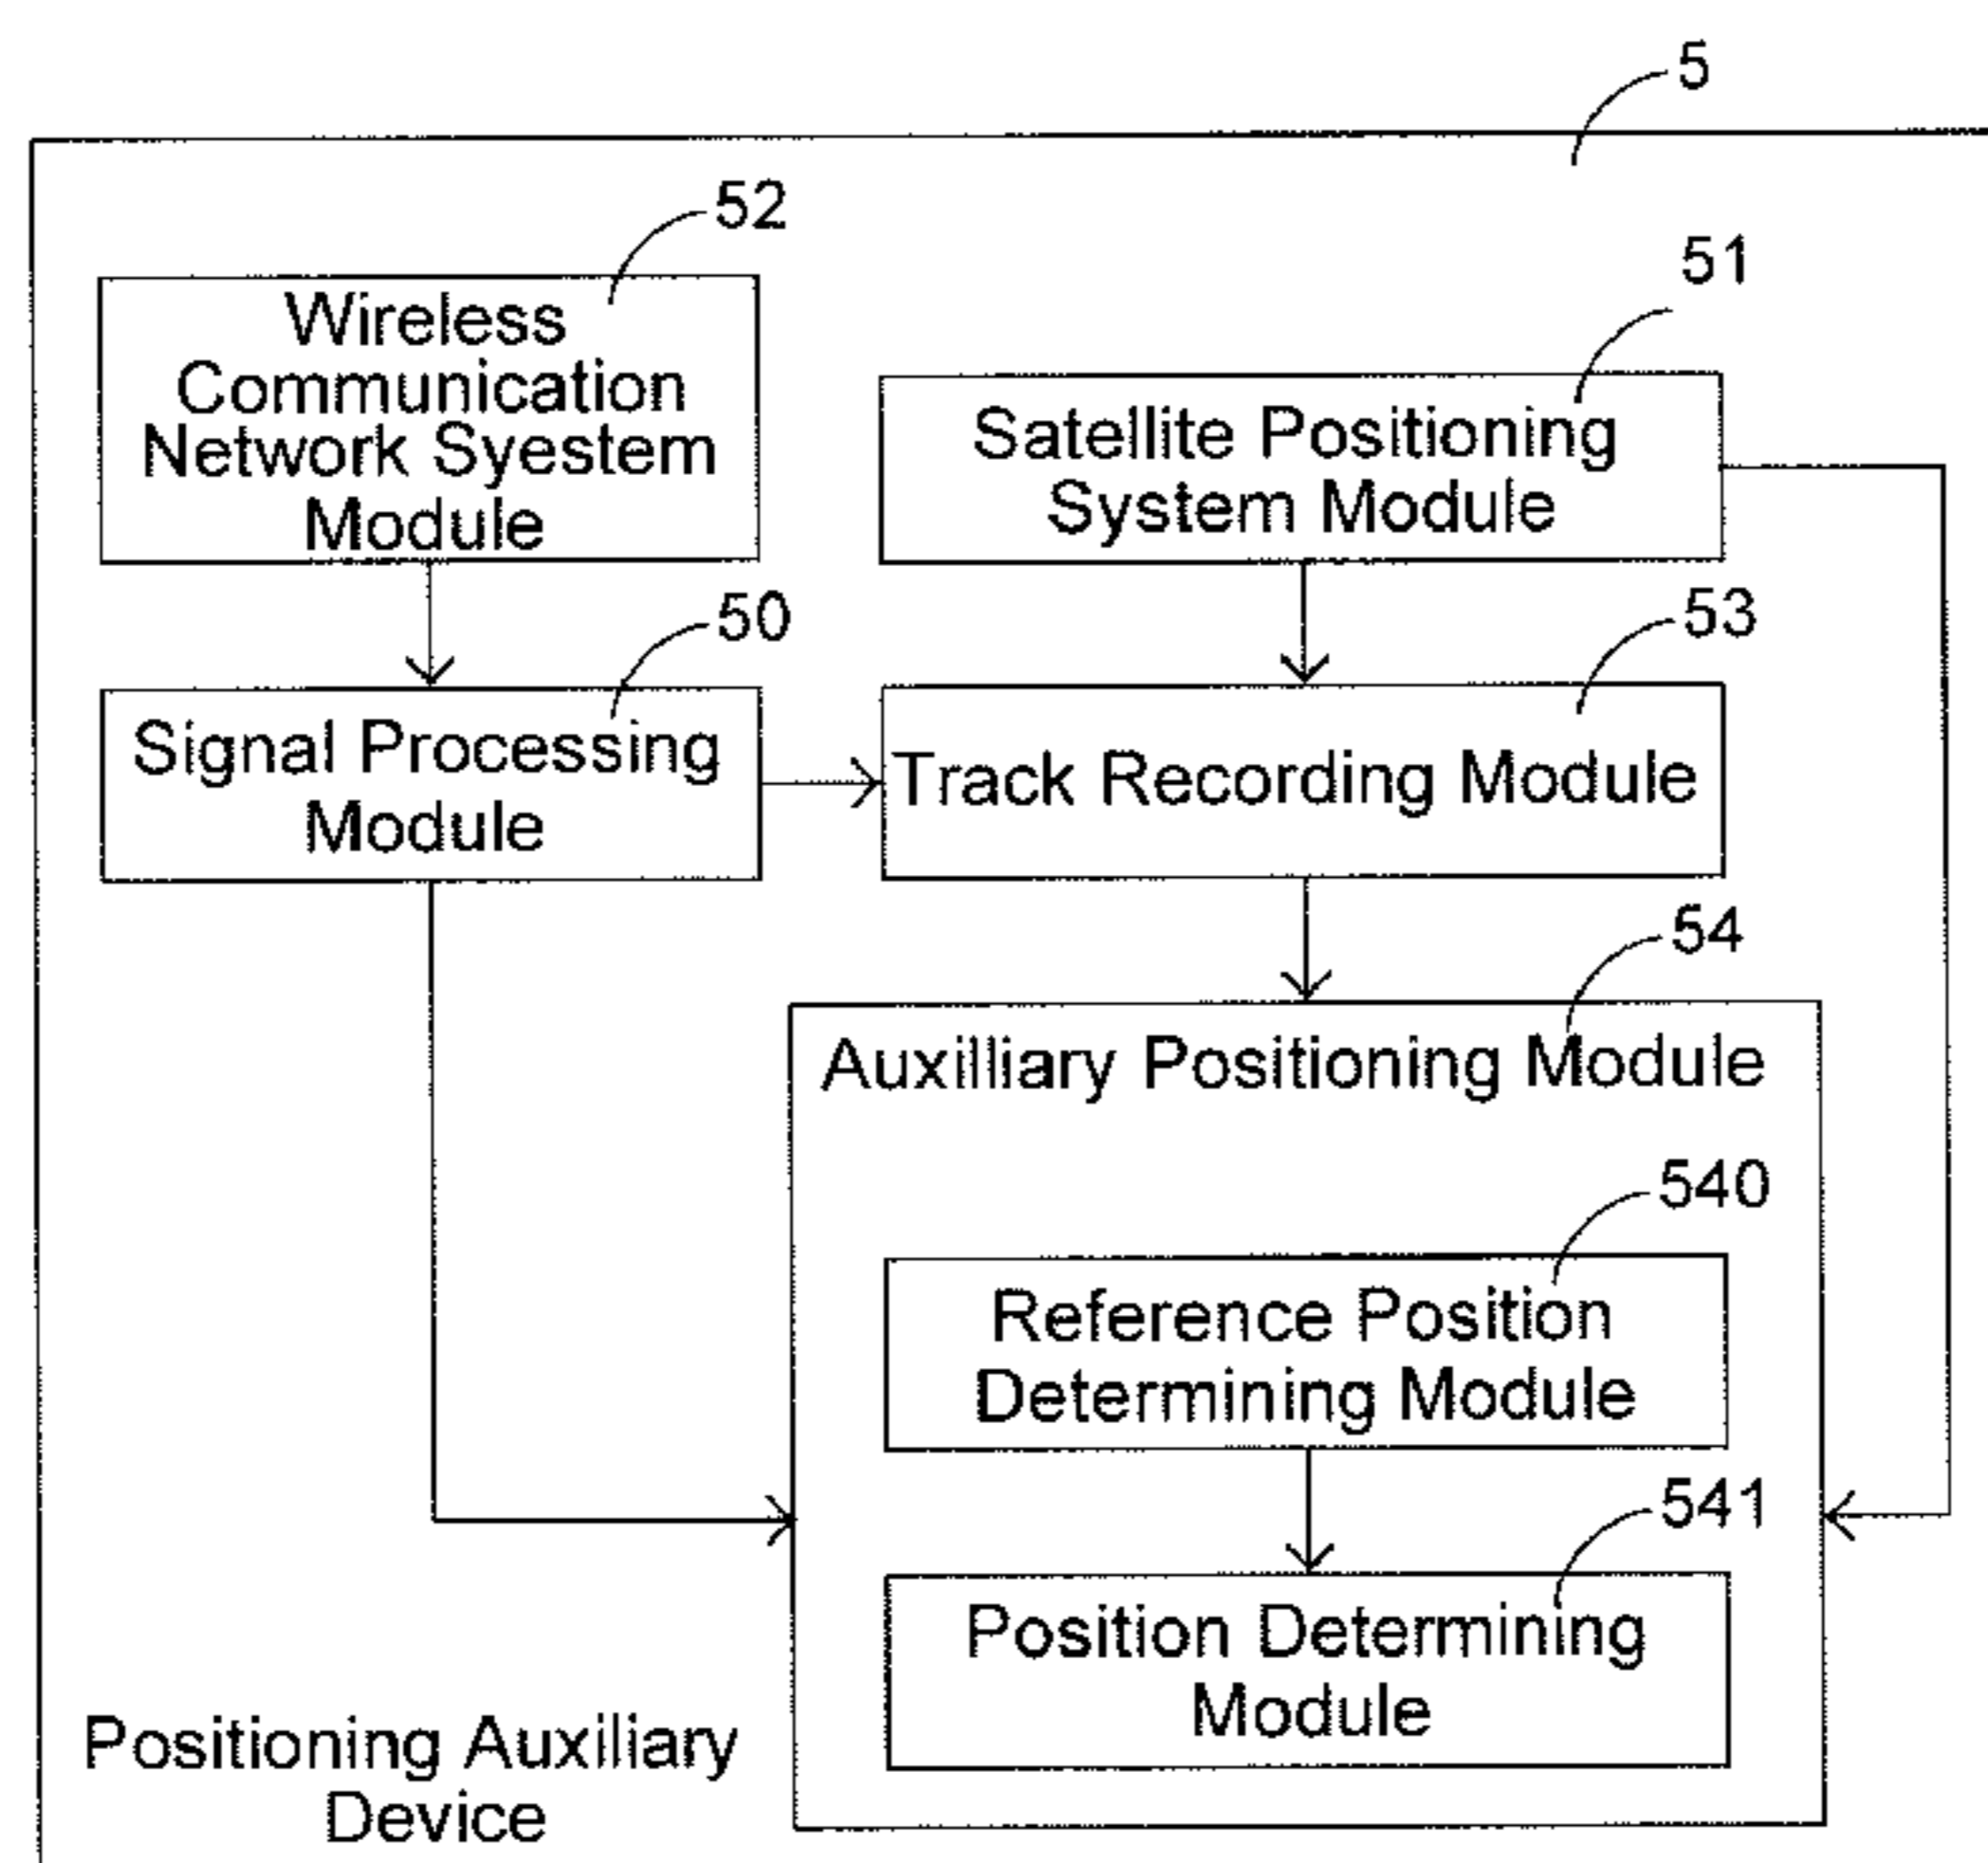 5
52
Wireless
Communication
Network Syestem
Module
51
Satellite Positioning
System Module
50
Signal Processing
Module
53
Track Recording Module
54
Auxilliary Positioning Module
540
Reference Position
Determining Module
541
Position Determining
Module
Positioning Auxiliary
Device